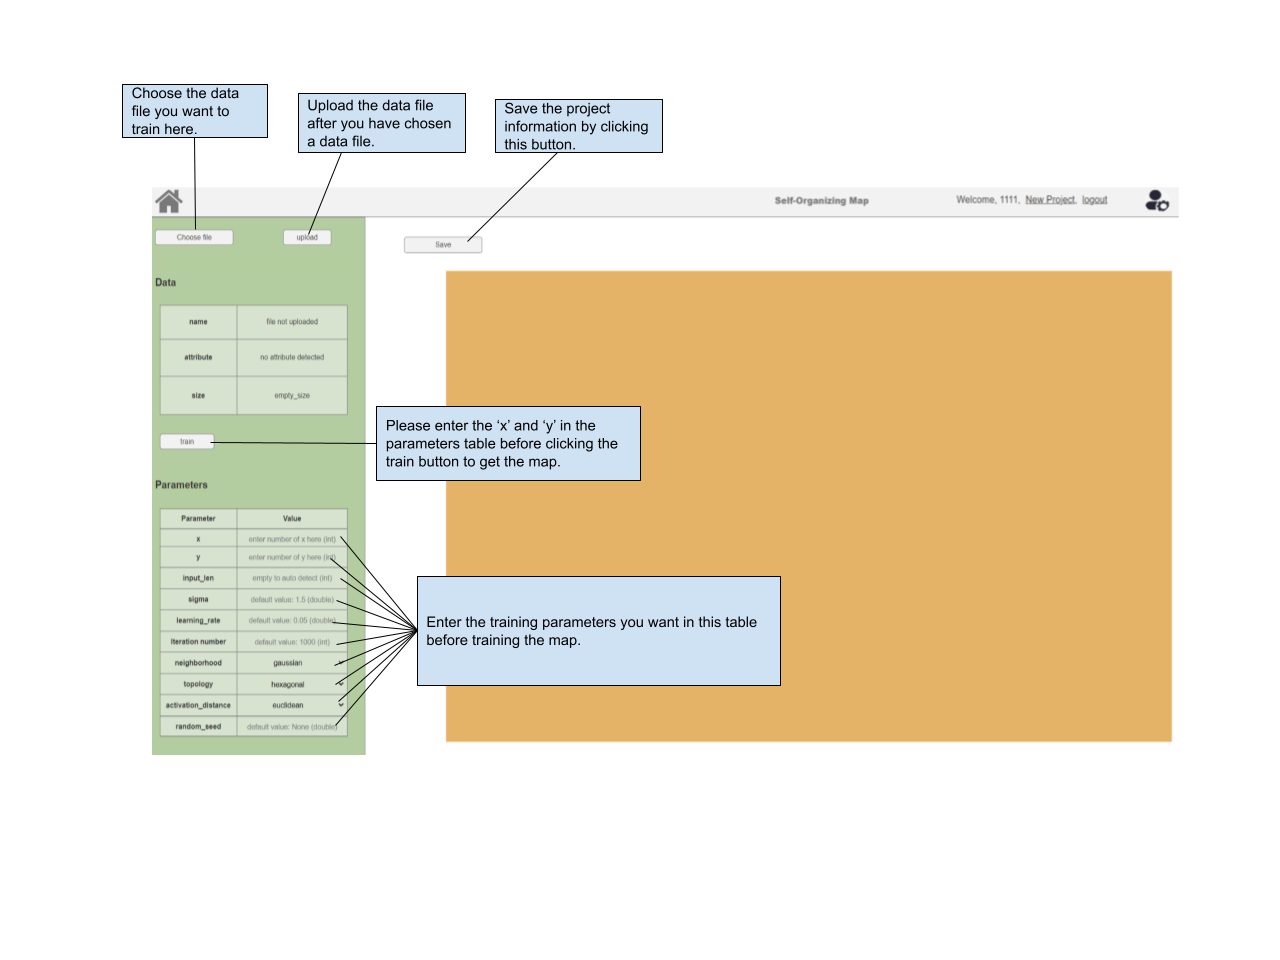 Choose the data
file you want to
train here.
Upload the data file
after you have chosen
a data file.
Save the project
information by clicking
this button.
Self-Organizing Map
Welcome, 1111, New Project, logout
Choose file
upload
Save
Data
name file not uploaded
attribute no attribute detected
size empty_size
train
Please enter the ‘x’ and ‘y’ in the
parameters table before clicking the
train button to get the map.
Parameters
Parameter Value
x enter number of x here (int)
y enter number of y here (int)
input_len empty to auto detect (int)
sigma default value: 1.5 (double)
learning_rate default value: 0.05 (double)
Iteration number default value: 1000 (int)
neighborhood gaussian
topology hexagonal
activation_distance euclidean
random_seed default value: None (double)
Enter the training parameters you want in this table
before training the map.